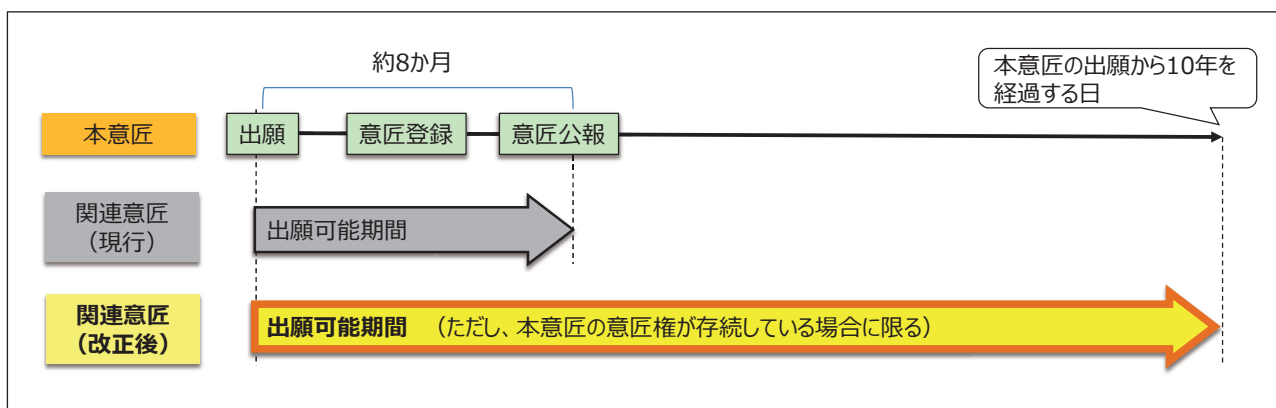 約8か月
本意匠の出願から10年を
経過する日
本意匠
出願
意匠登録
意匠公報
関連意匠
（現行）
出願可能期間
関連意匠
（改正後）
出願可能期間　（ただし、本意匠の意匠権が存続している場合に限る）